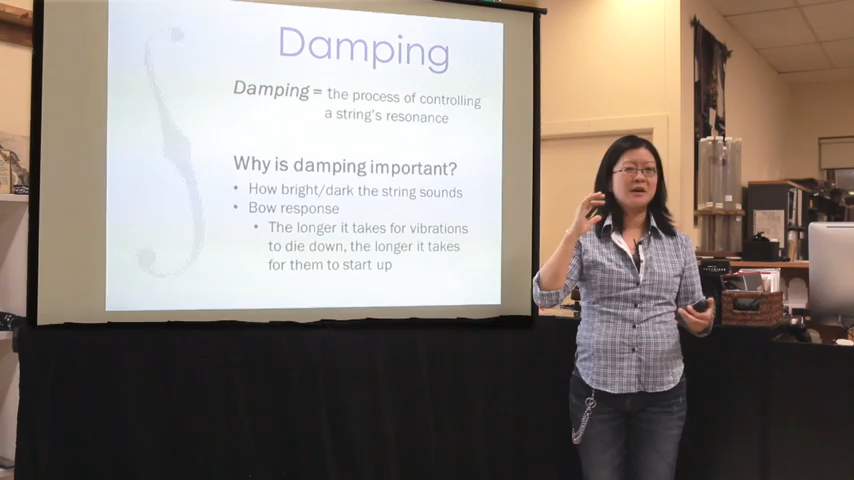 Damping
Damping = the process of controlling
a string's resonance
Why is damping important?
• How bright/dark the string sounds
• Bow response
• The longer it takes for vibrations
to die down, the longer it takes
for them to start up